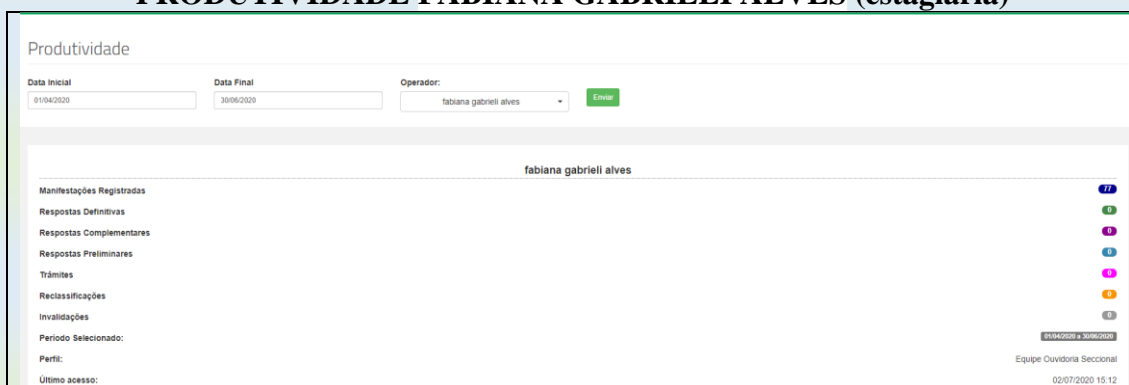 PRODUTIVIDADE FABIANA GABRIELI ALVES (estagiária)
Produtividade
Data Inicial Data Final Operador:
01/04/2020 30/06/2020 fabiana gabrieli alves Enviar
fabiana gabrieli alves
Manifestações Registradas 77
Respostas Definitivas 0
Respostas Complementares 0
Respostas Preliminares 0
Trâmites 0
Reclassificações 0
Invalidações 0
Período Selecionado: 01/04/2020 a 30/06/2020
Perfil: Equipe Ouvidoria Seccional
Último acesso: 02/07/2020 15:12